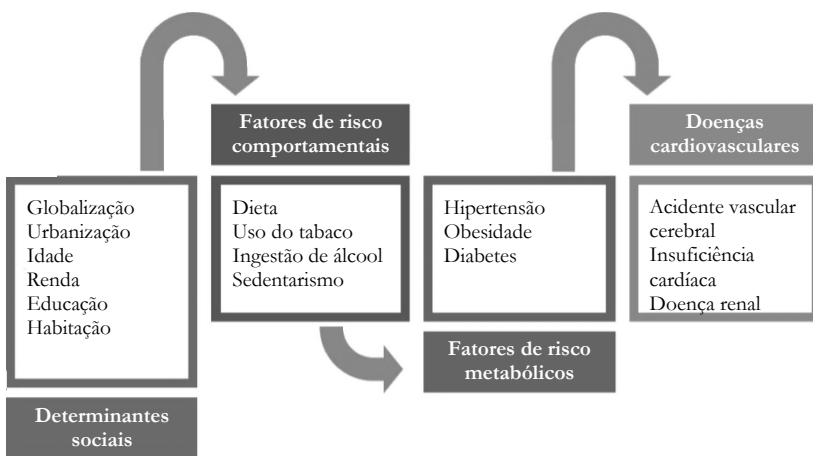 Determinantes
sociais
Globalização
Urbanização
Idade
Renda
Educação
Habitação
Fatores de risco
comportamentais
Dieta
Uso do tabaco
Ingestão de álcool
Sedentarismo
Fatores de risco
metabólicos
Hipertensão
Obesidade
Diabetes
Doenças
cardiovasculares
Acidente vascular
cerebral
Insuficiência
cardíaca
Doença renal